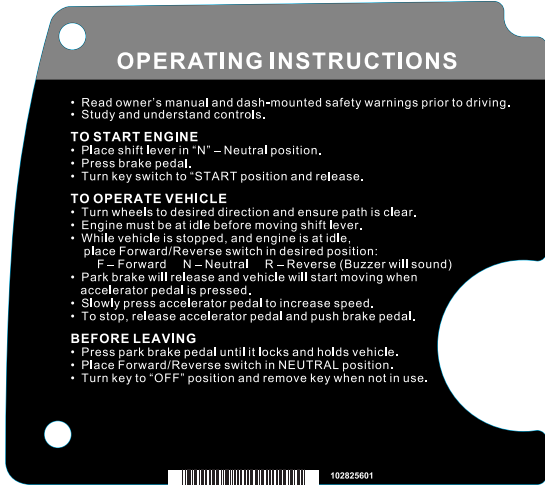 OPERATING INSTRUCTIONS
• Read owner's manual and dash-mounted safety warnings prior to driving.
• Study and understand controls.
TO START ENGINE
• Place shift lever in “N” – Neutral position.
• Press brake pedal.
• Turn key switch to “START position and release.
TO OPERATE VEHICLE
• Turn wheels to desired direction and ensure path is clear.
• Engine must be at idle before moving shift lever.
• While vehicle is stopped, and engine is at idle,
place Forward/Reverse switch in desired position:
F – Forward N – Neutral R – Reverse (Buzzer will sound)
• Park brake will release and vehicle will start moving when
accelerator pedal is pressed.
• Slowly press accelerator pedal to increase speed.
• To stop, release accelerator pedal and push brake pedal.
BEFORE LEAVING
• Press park brake pedal until it locks and holds vehicle.
• Place Forward/Reverse switch in NEUTRAL position.
• Turn key to “OFF” position and remove key when not in use.
102825601